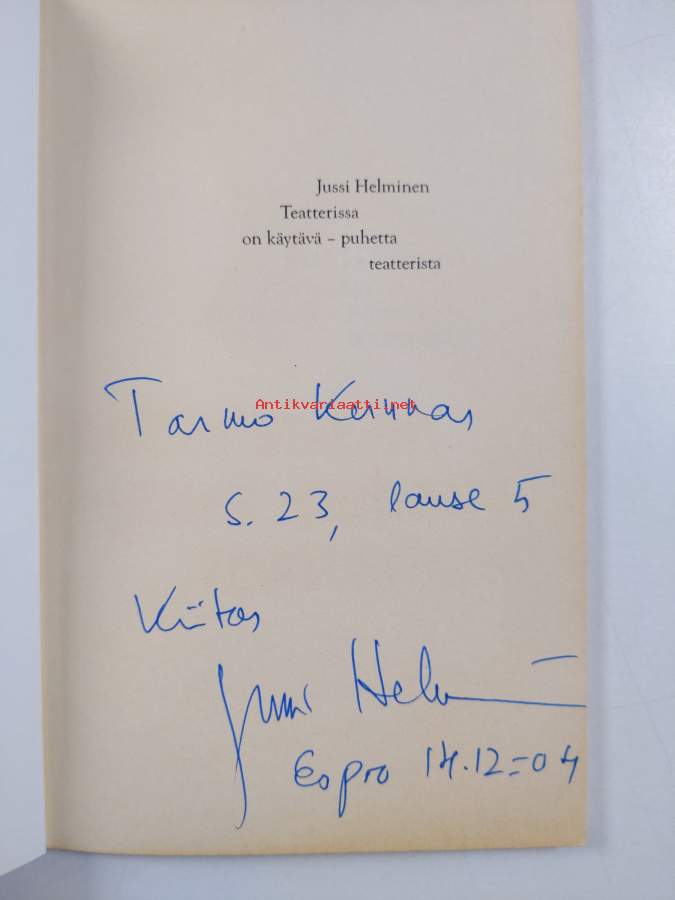 Jussi Helminen
Teatterissa
on käytävä – puhetta
teatterista
Tarmo
Antikvariaatti.net
s. 23, lause 5
Kiitos
Jussi Helminen
Espoo 14.12-04